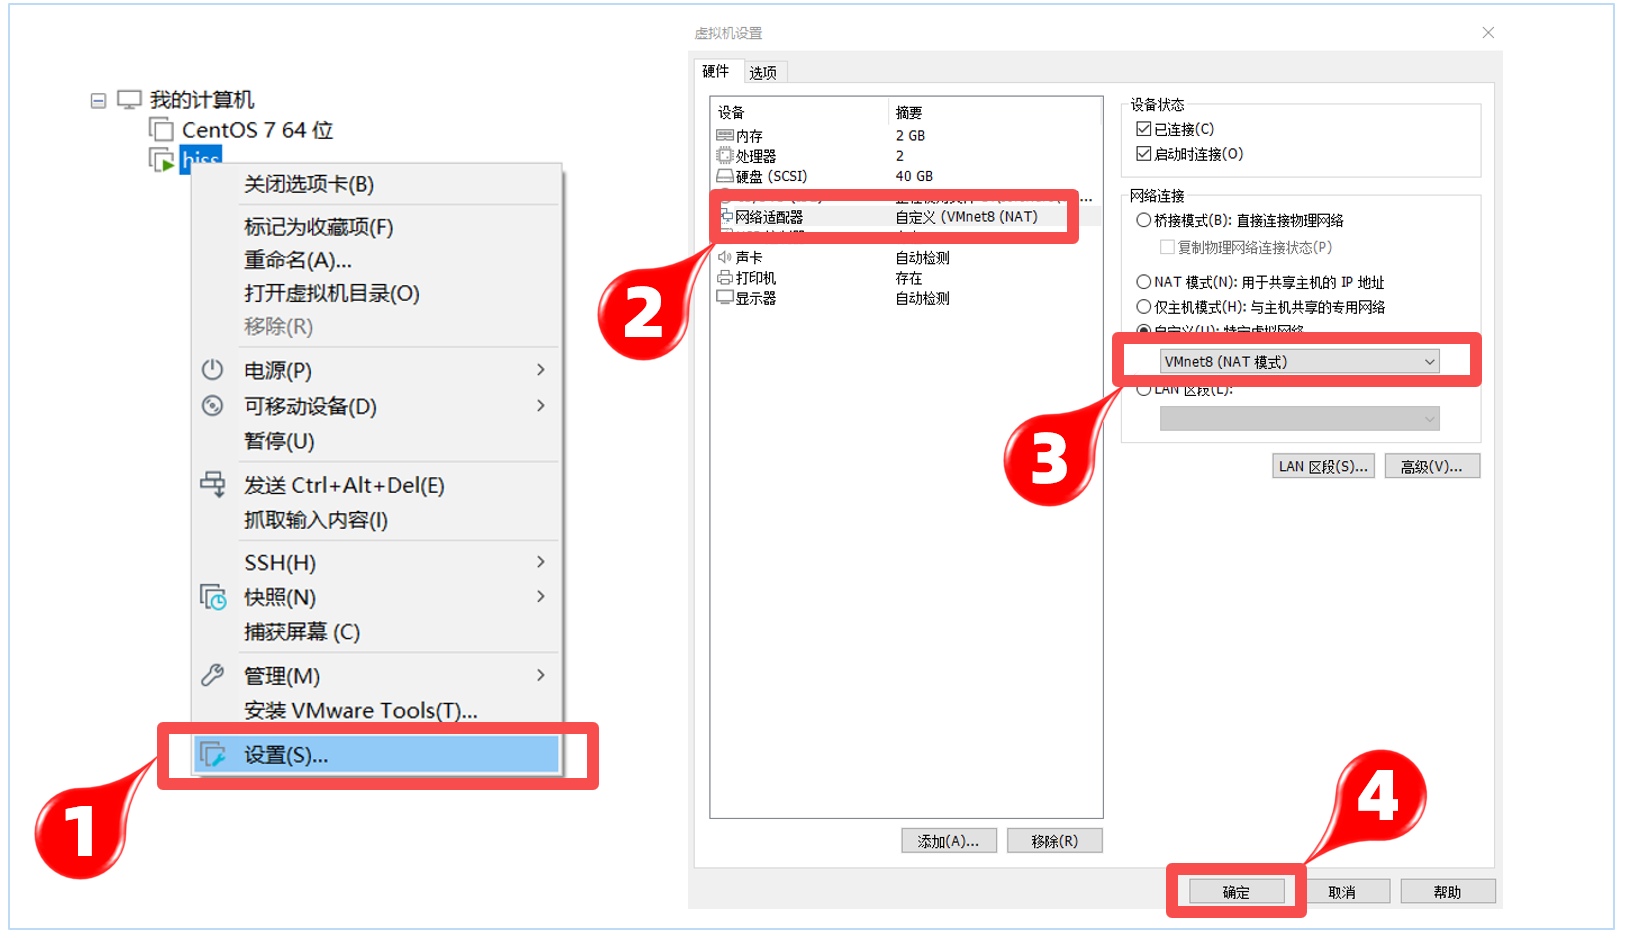 我的计算机
CentOS 7 64 位
hiss
关闭选项卡(B)
标记为收藏项(F)
重命名(A)...
打开虚拟机目录(O)
移除(R)
电源(P)
可移动设备(D)
暂停(U)
发送 Ctrl+Alt+Del(E)
抓取输入内容(I)
SSH(H)
快照(N)
捕获屏幕 (C)
管理(M)
安装 VMware Tools(T)...
设置(S)...
1
虚拟机设置
硬件 选项
设备 摘要
内存 2 GB
处理器 2
硬盘 (SCSI) 40 GB
网络适配器 自定义 (VMnet8 (NAT)
声卡 自动检测
打印机 存在
显示器 自动检测
2
添加(A)... 移除(R)
设备状态
已连接(C)
启动时连接(O)
网络连接
桥接模式(B): 直接连接物理网络
复制物理网络连接状态(P)
NAT 模式(N): 用于共享主机的 IP 地址
仅主机模式(H): 与主机共享的专用网络
自定义(U): 特定虚拟网络
VMnet8 (NAT 模式)
LAN 区段(L):
3
LAN 区段(S)... 高级(V)...
4
确定 取消 帮助